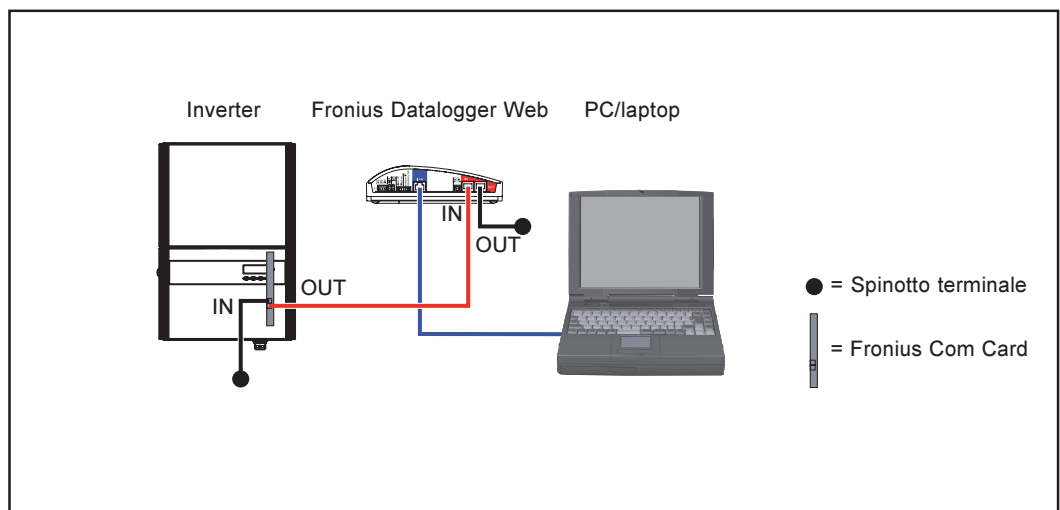 Inverter
Fronius Datalogger Web
PC/laptop
IN
OUT
OUT
IN
= Spinotto terminale
= Fronius Com Card